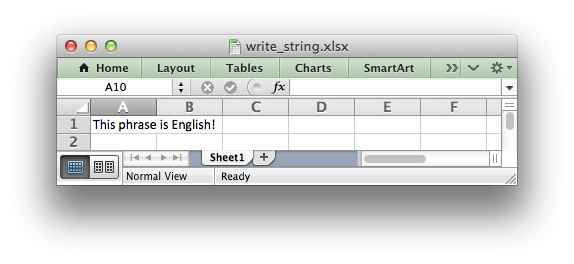 write_string.xlsx
Home Layout Tables Charts SmartArt
A10 fx
A B C D E F
1 This phrase is English!
2
Sheet1
Normal View Ready